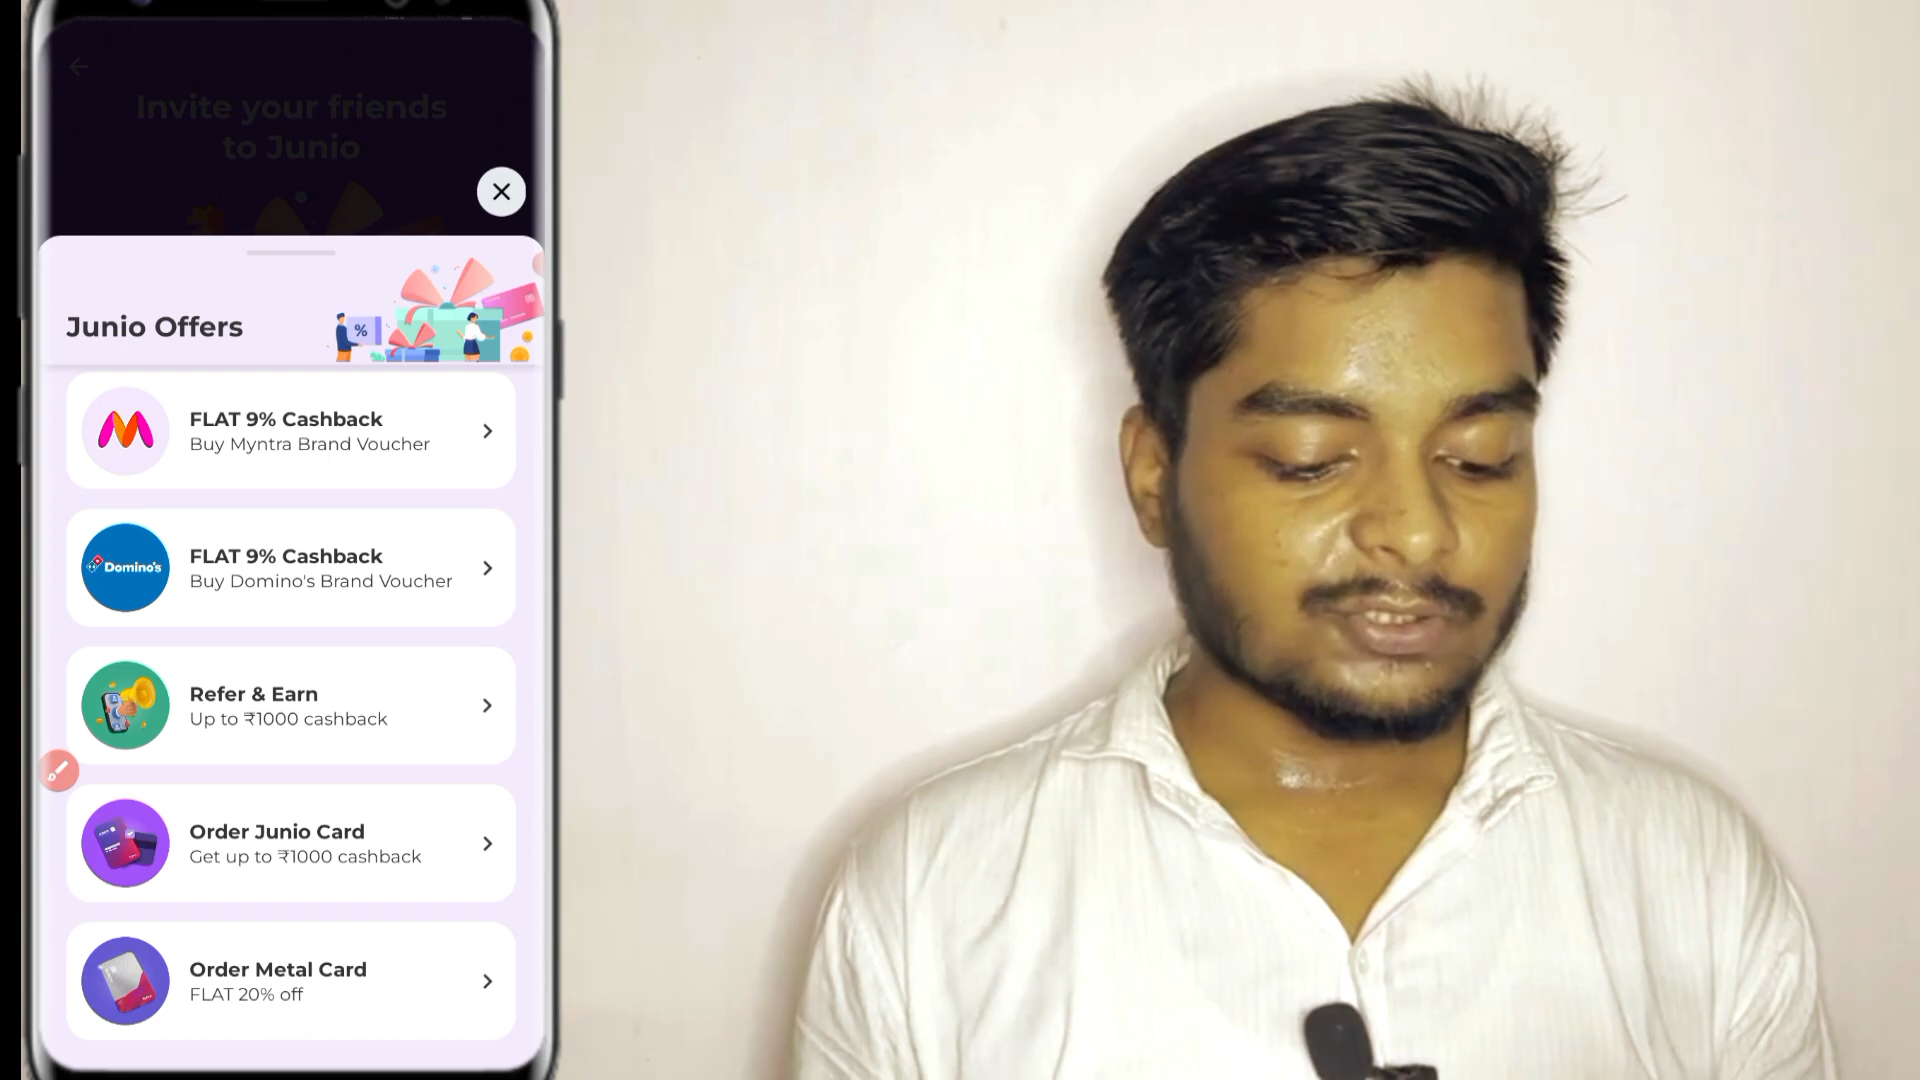 Invite your friends
to Junio
Junio Offers
%
FLAT 9% Cashback
Buy Myntra Brand Voucher
Domino's
FLAT 9% Cashback
Buy Domino's Brand Voucher
Refer & Earn
Up to ₹1000 cashback
Order Junio Card
Get up to ₹1000 cashback
Order Metal Card
FLAT 20% off